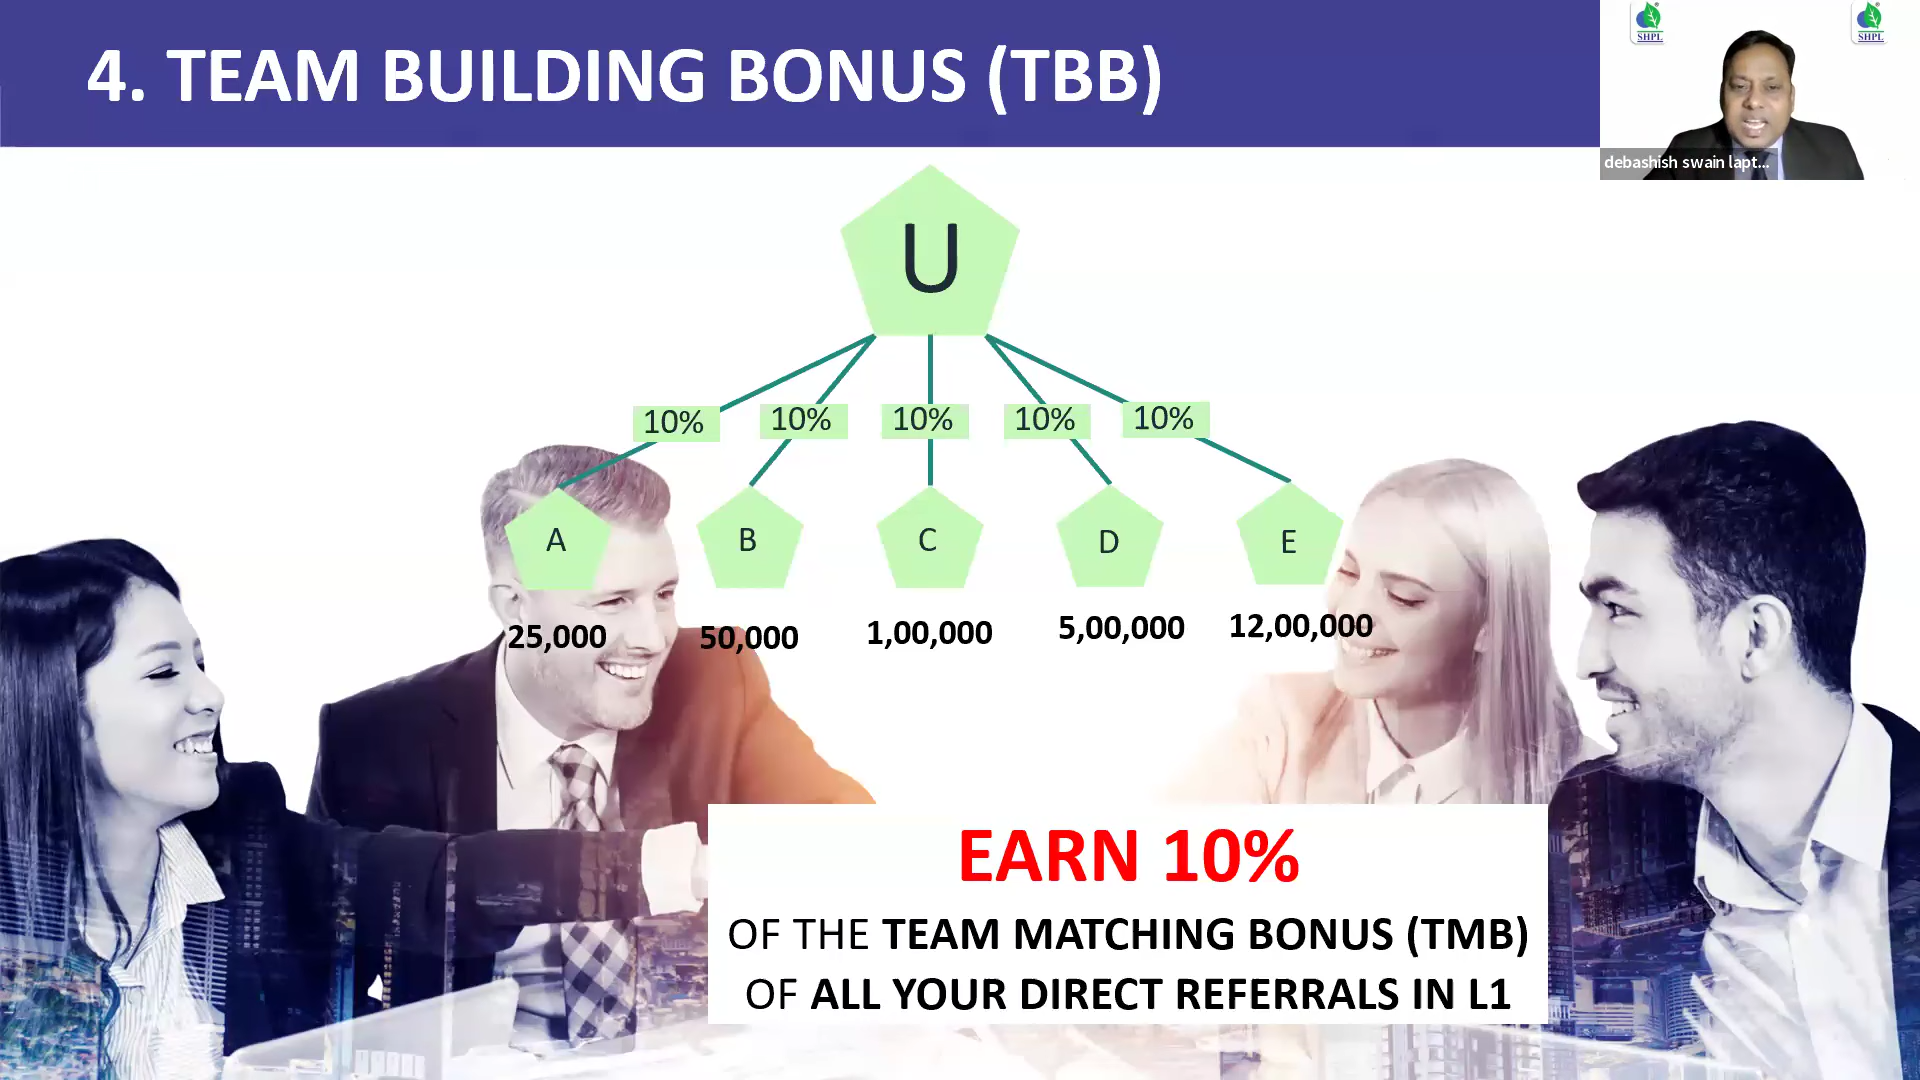 4. TEAM BUILDING BONUS (TBB)
SHPL
SHPL
debashish swain lapt...
U
10%
10%
10%
10%
10%
A
B
C
D
E
25,000
50,000
1,00,000
5,00,000
12,00,000
EARN 10%
OF THE TEAM MATCHING BONUS (TMB)
OF ALL YOUR DIRECT REFERRALS IN L1